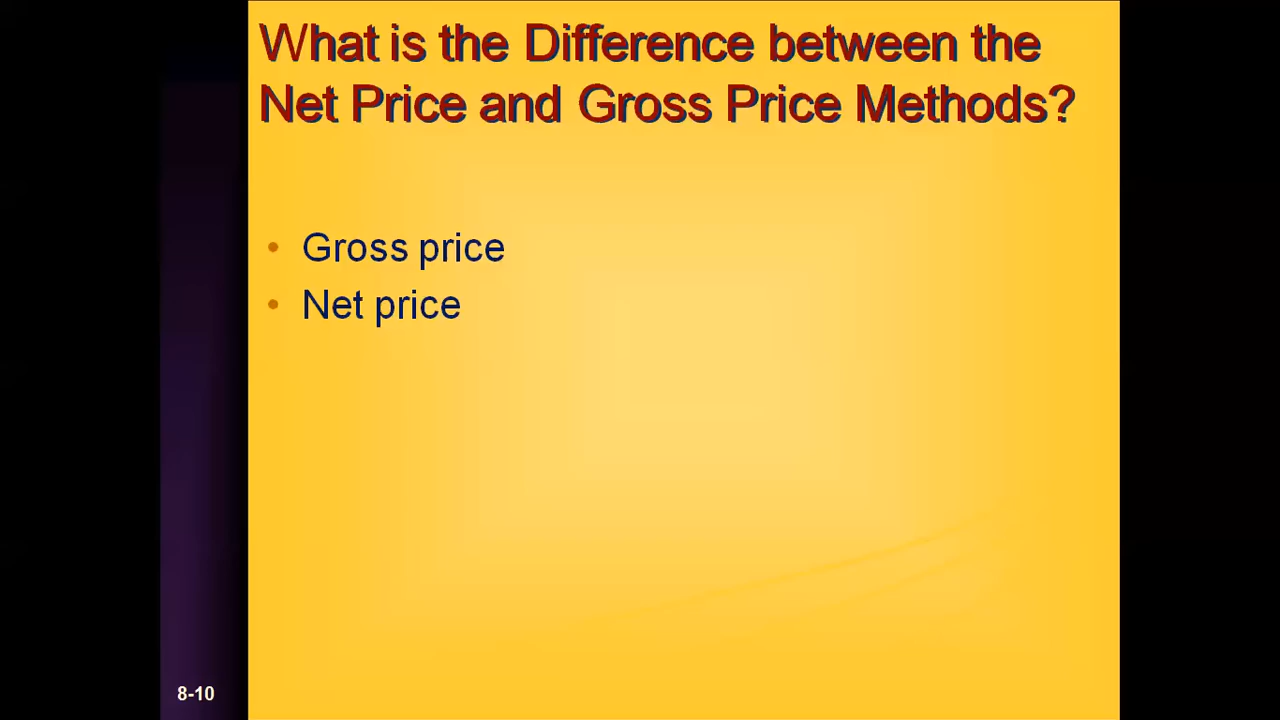 What is the Difference between the
Net Price and Gross Price Methods?
• Gross price
• Net price
8-10